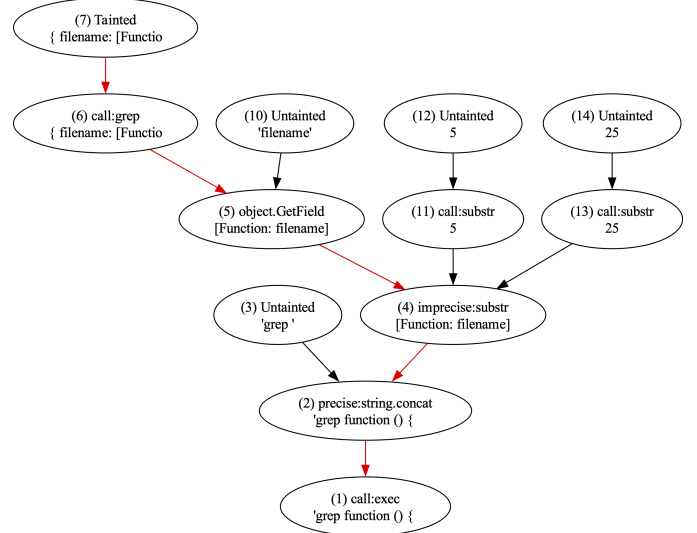 (7) Tainted
{ filename: [Functio
(6) call:grep
{ filename: [Functio
(10) Untainted
'filename'
(12) Untainted
5
(14) Untainted
25
(5) object.GetField
[Function: filename]
(11) call:substr
5
(13) call:substr
25
(3) Untainted
'grep '
(4) imprecise:substr
[Function: filename]
(2) precise:string.concat
'grep function () {
(1) call:exec
'grep function () {